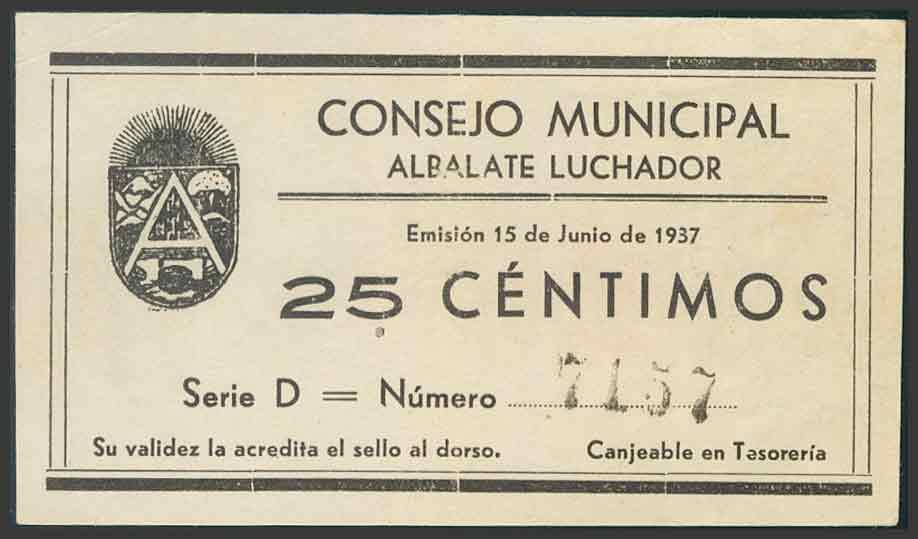 CONSEJO MUNICIPAL
ALBALATE LUCHADOR
Emisión 15 de Junio de 1937
25 CÉNTIMOS
Serie D = Número 7157
Su validez la acredita el sello al dorso. Canjeable en Tesorería
A